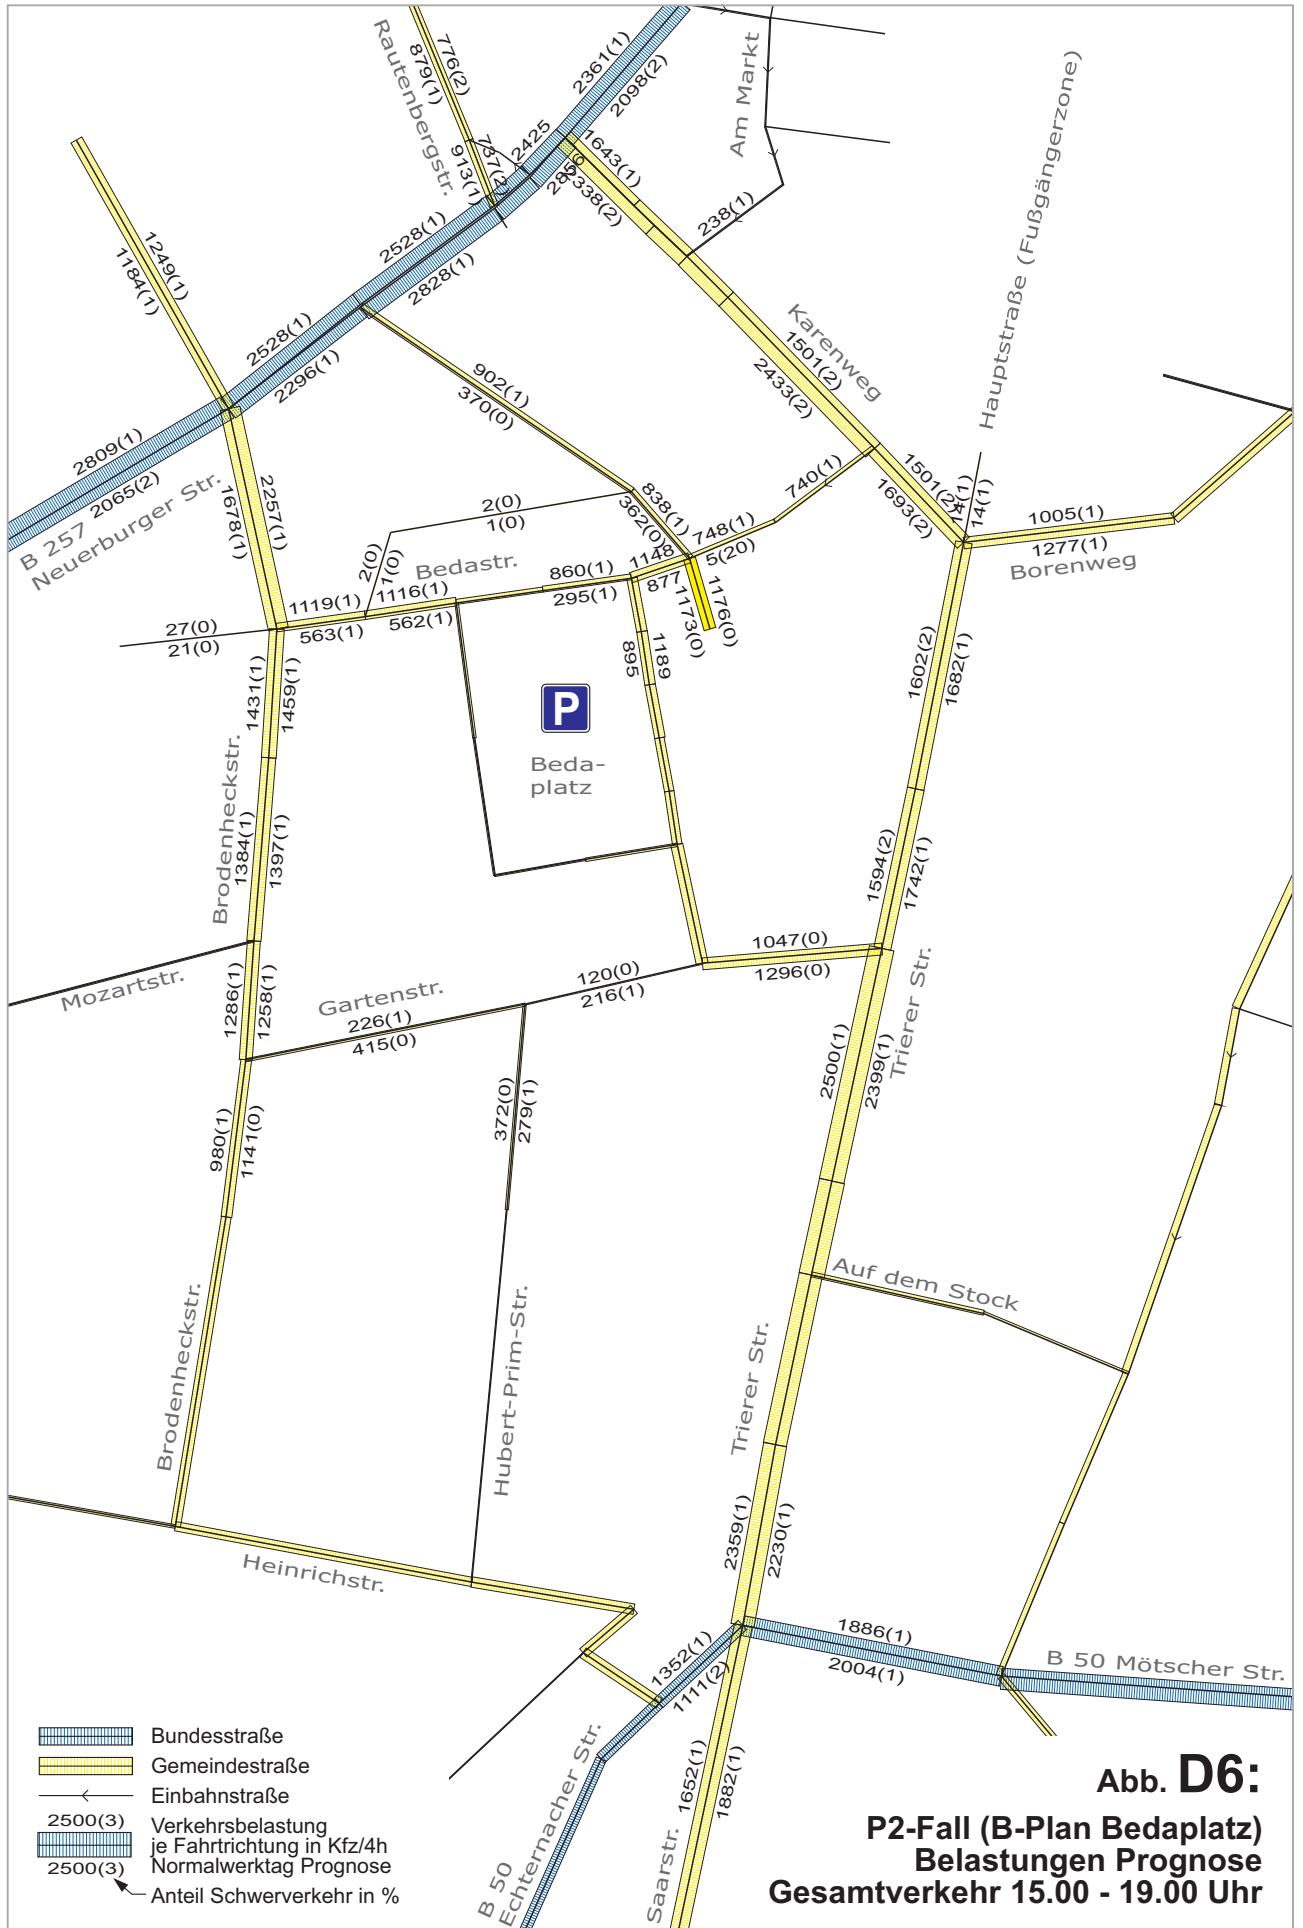 776(2)
879(1)
Rautenbergstr.
737(2)
913(1)
2425
2361(1)
2098(2)
Am Markt
1643(1)
2338(2)
238(1)
Hauptstraße (Fußgängerzone)
1249(1)
1184(1)
2528(1)
2828(1)
2528(1)
2296(1)
902(1)
370(0)
Karenweg
1501(2)
2433(2)
2809(1)
2065(2)
B 257
Neuerburger Str.
2257(1)
1678(1)
2(0)
1(0)
838(1)
362(0)
740(1)
748(1)
5(20)
1501(2)
1693(2)
14(1)
14(1)
1005(1)
1277(1)
Borenweg
2(0)
1(0)
Bedastr.
1148
877
860(1)
295(1)
1116(1)
562(1)
1119(1)
563(1)
1176(0)
1173(0)
27(0)
21(0)
895
1189
1431(1)
1459(1)
1602(2)
1682(1)
P
Beda-
platz
Brodenheckstr.
1384(1)
1397(1)
1594(2)
1742(1)
Mozartstr.
1286(1)
1258(1)
Gartenstr.
226(1)
415(0)
120(0)
216(1)
1047(0)
1296(0)
Trierer Str.
2500(1)
2399(1)
980(1)
1141(0)
372(0)
279(1)
Auf dem Stock
Brodenheckstr.
Hubert-Prim-Str.
Trierer Str.
2359(1)
2230(1)
Heinrichstr.
1886(1)
2004(1)
B 50 Mötscher Str.
1352(1)
1111(2)
B 50
Echternacher Str.
1652(1)
1882(1)
Saarstr.
Bundesstraße
Gemeindestraße
Einbahnstraße
2500(3)
Verkehrsbelastung
je Fahrtrichtung in Kfz/4h
2500(3)
Normalwerktag Prognose
Anteil Schwerverkehr in %
Abb. D6:
P2-Fall (B-Plan Bedaplatz)
Belastungen Prognose
Gesamtverkehr 15.00 - 19.00 Uhr